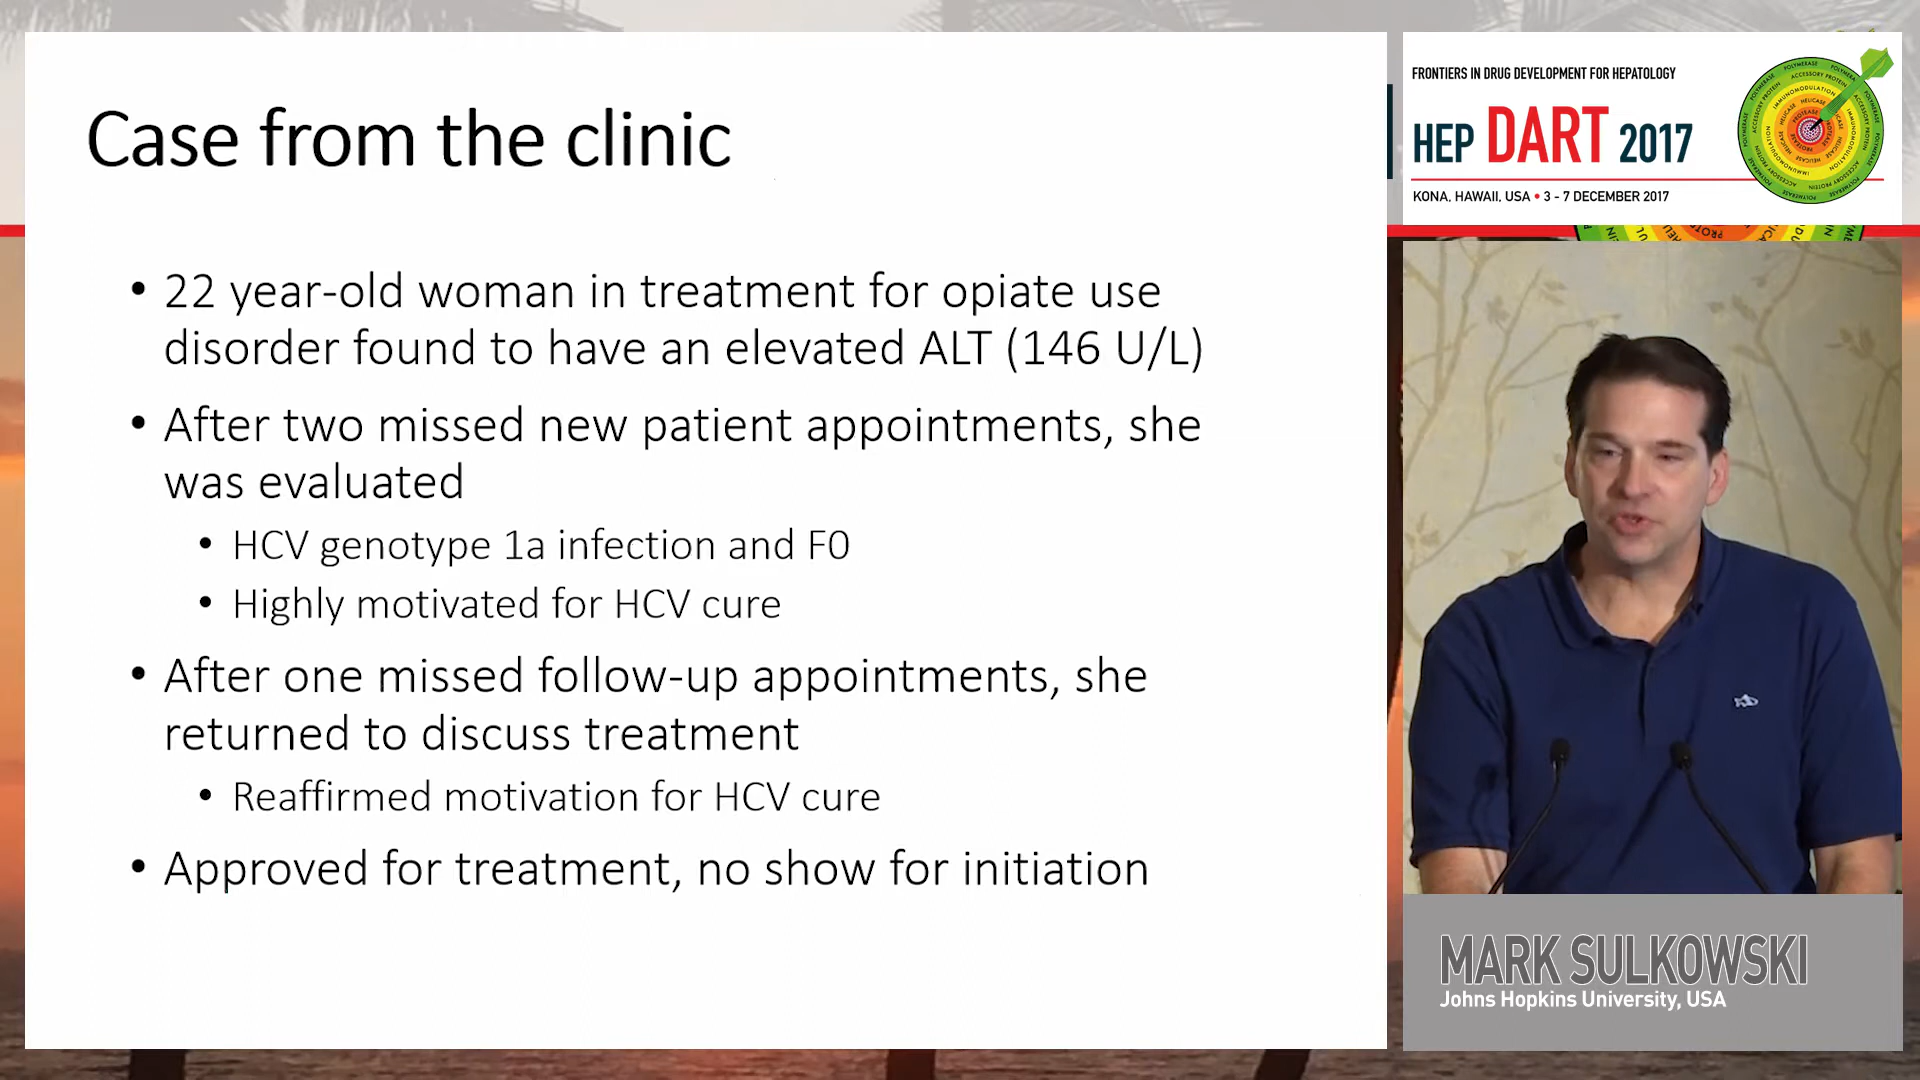 Case from the clinic
• 22 year-old woman in treatment for opiate use
disorder found to have an elevated ALT (146 U/L)
• After two missed new patient appointments, she
was evaluated
• HCV genotype 1a infection and F0
• Highly motivated for HCV cure
• After one missed follow-up appointments, she
returned to discuss treatment
• Reaffirmed motivation for HCV cure
• Approved for treatment, no show for initiation
FRONTIERS IN DRUG DEVELOPMENT FOR HEPATOLOGY
HEP DART 2017
KONA, HAWAII, USA • 3 - 7 DECEMBER 2017
MARK SULKOWSKI
Johns Hopkins University, USA